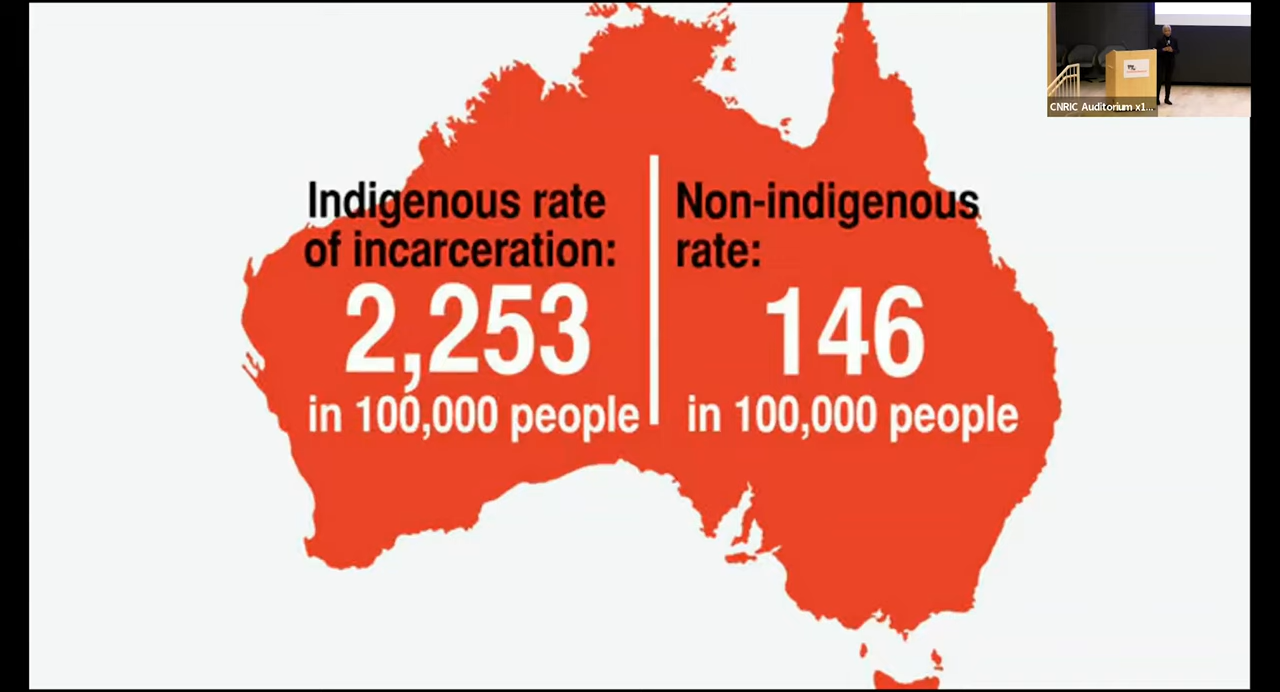 Indigenous rate
of incarceration:
2,253
in 100,000 people
Non-indigenous
rate:
146
in 100,000 people
CNRIC Auditorium x1...